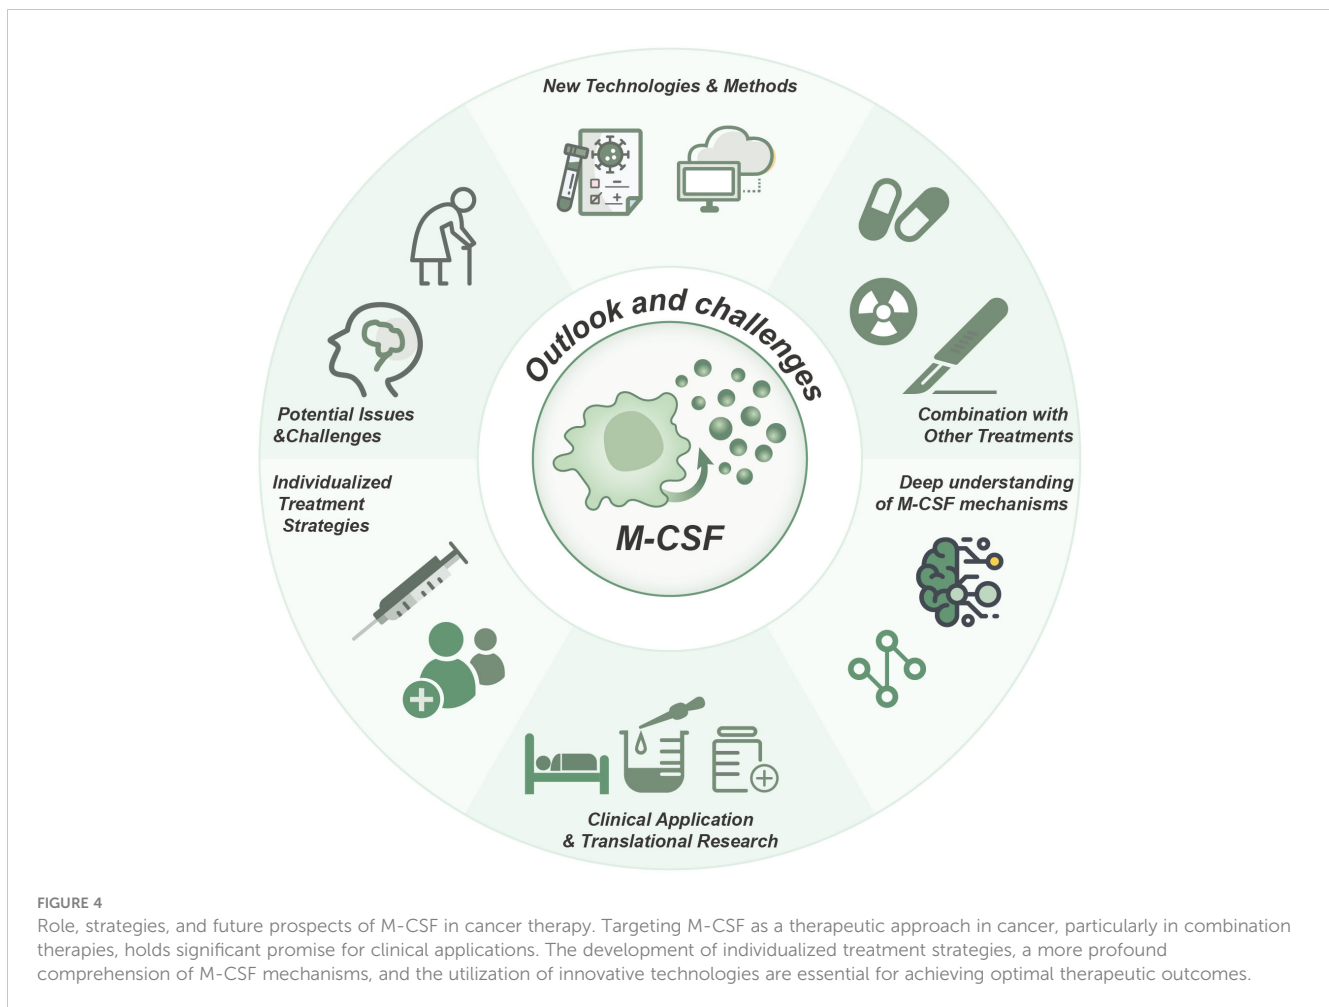 New Technologies & Methods
Potential Issues
&Challenges
Combination with
Other Treatments
Outlook and challenges
M-CSF
Individualized
Treatment
Strategies
Deep understanding
of M-CSF mechanisms
Clinical Application
& Translational Research
FIGURE 4
Role, strategies, and future prospects of M-CSF in cancer therapy. Targeting M-CSF as a therapeutic approach in cancer, particularly in combination
therapies, holds significant promise for clinical applications. The development of individualized treatment strategies, a more profound
comprehension of M-CSF mechanisms, and the utilization of innovative technologies are essential for achieving optimal therapeutic outcomes.